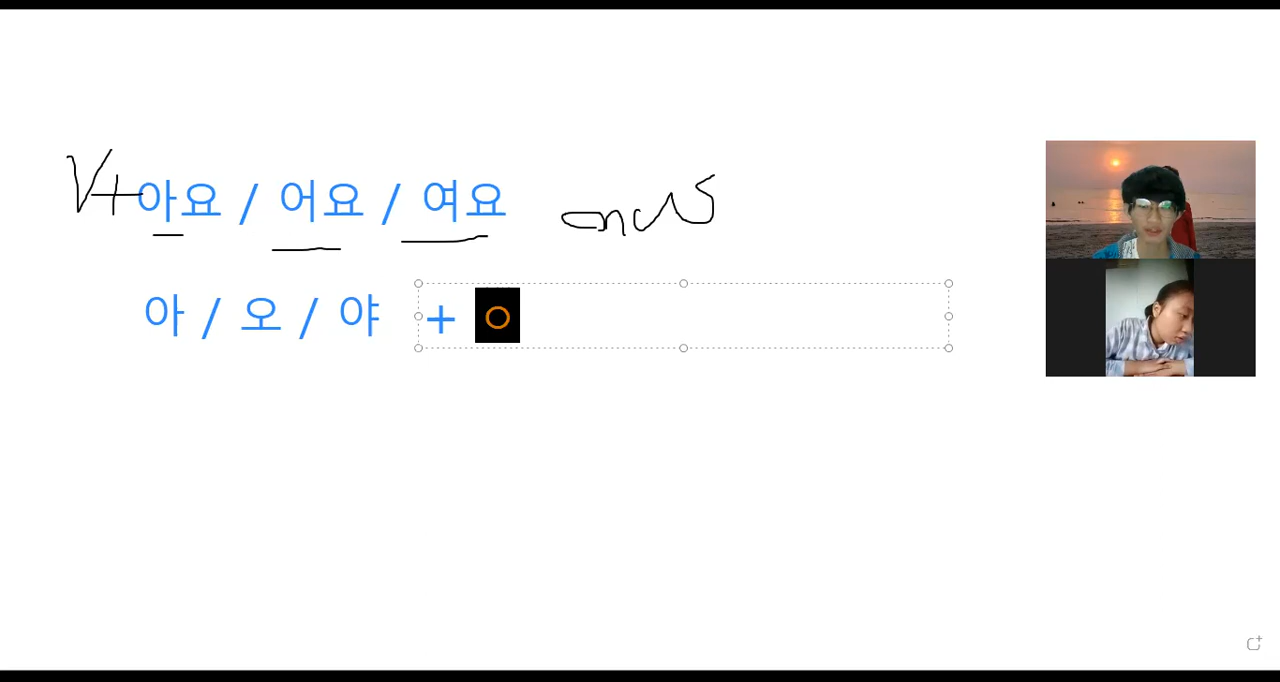 V+아요 / 어요 / 여요
아 / 오 / 야 + ㅇ